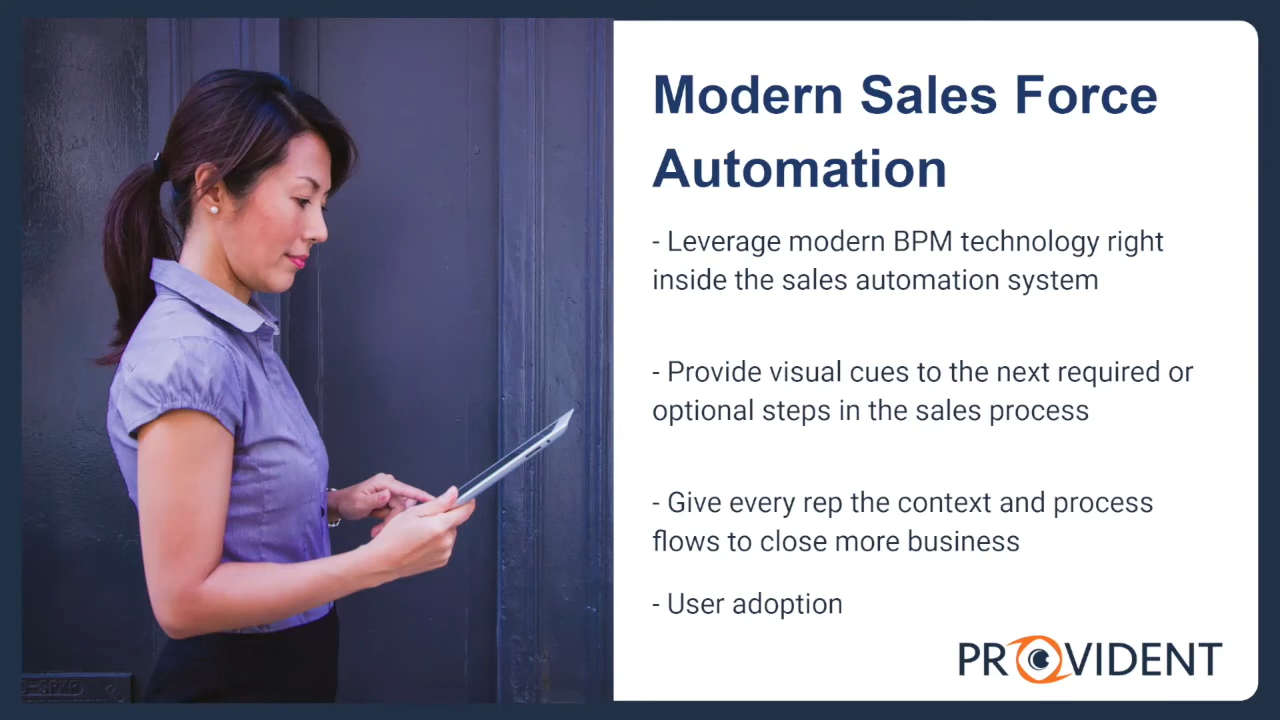 Modern Sales Force
Automation
- Leverage modern BPM technology right
inside the sales automation system
- Provide visual cues to the next required or
optional steps in the sales process
- Give every rep the context and process
flows to close more business
- User adoption
PROVIDENT